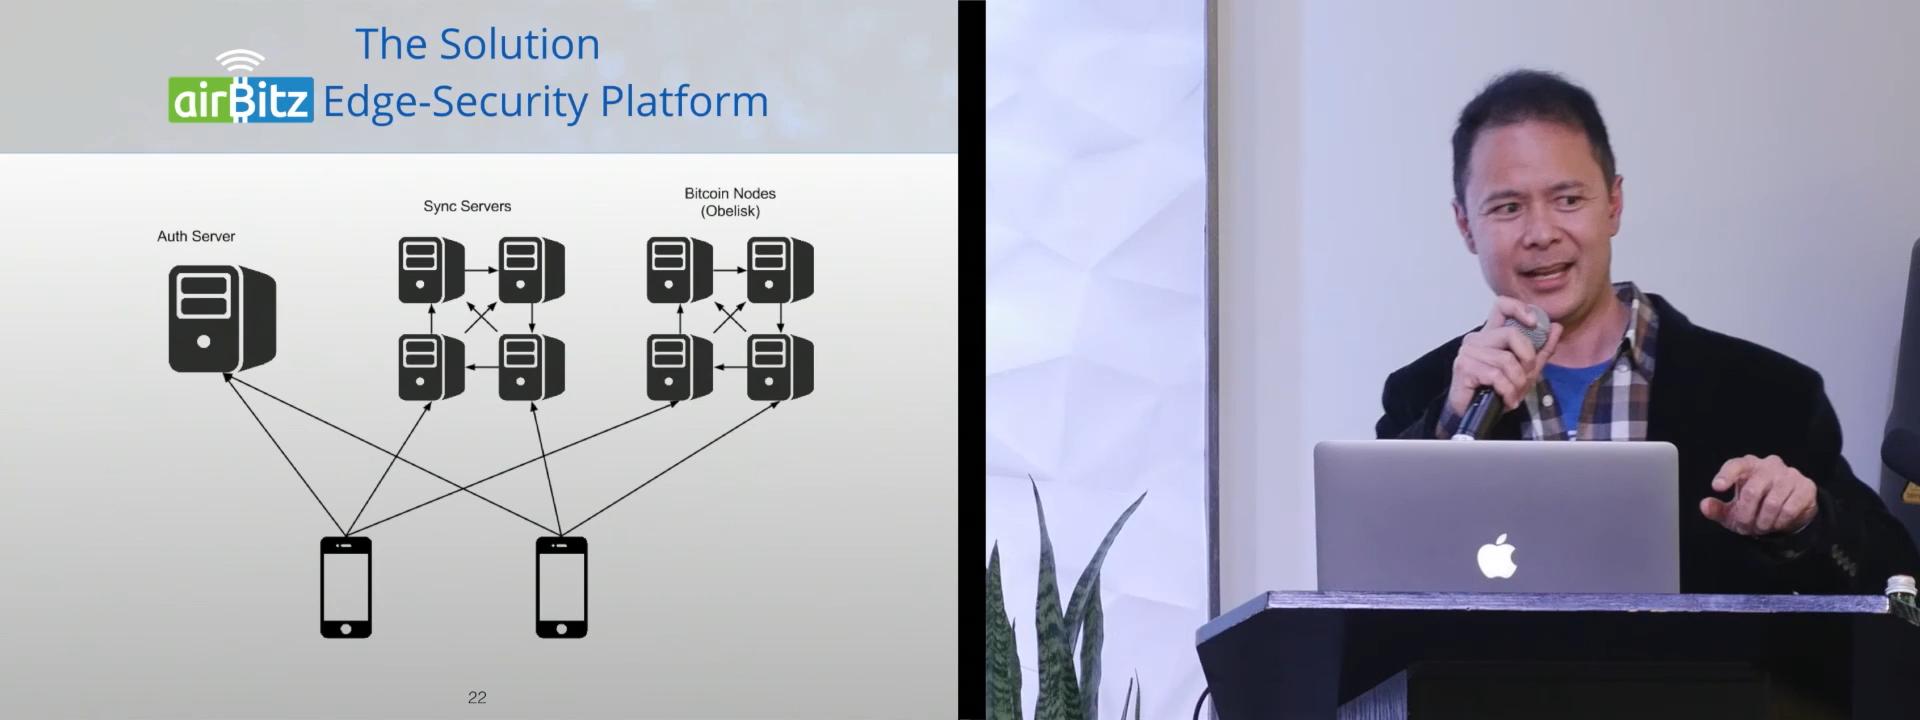 The Solution
airBitz Edge-Security Platform
Auth Server
Sync Servers
Bitcoin Nodes
(Obelisk)
22